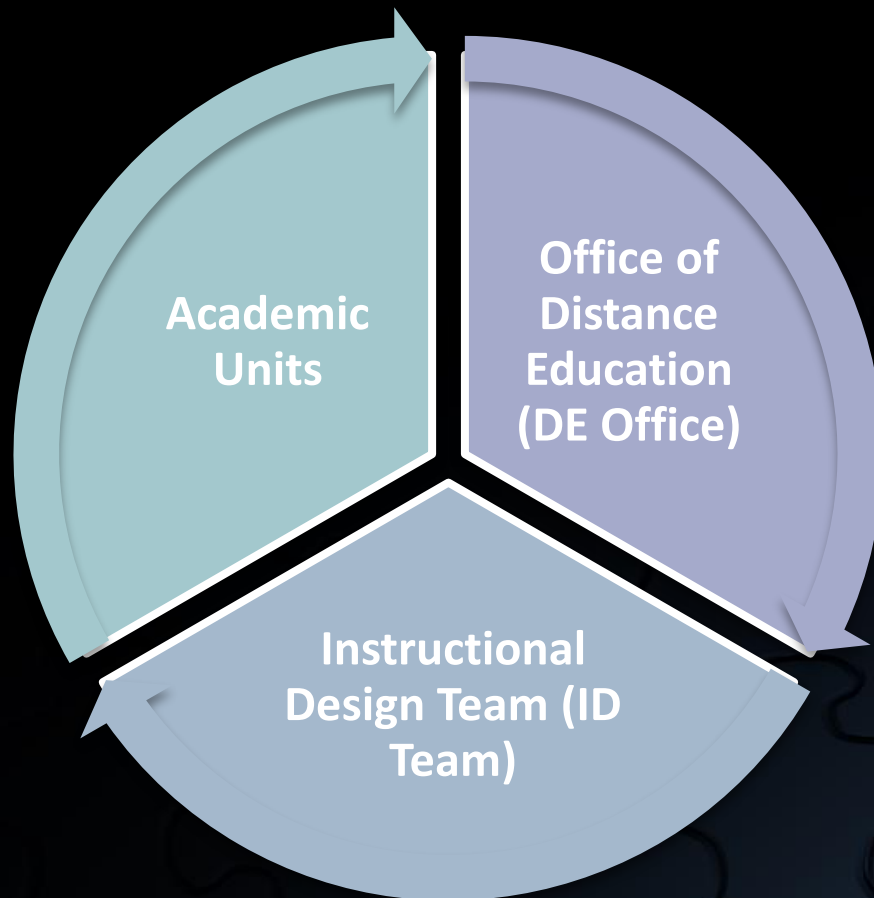 Academic
Units
Office of
Distance
Education
(DE Office)
Instructional
Design Team (ID
Team)